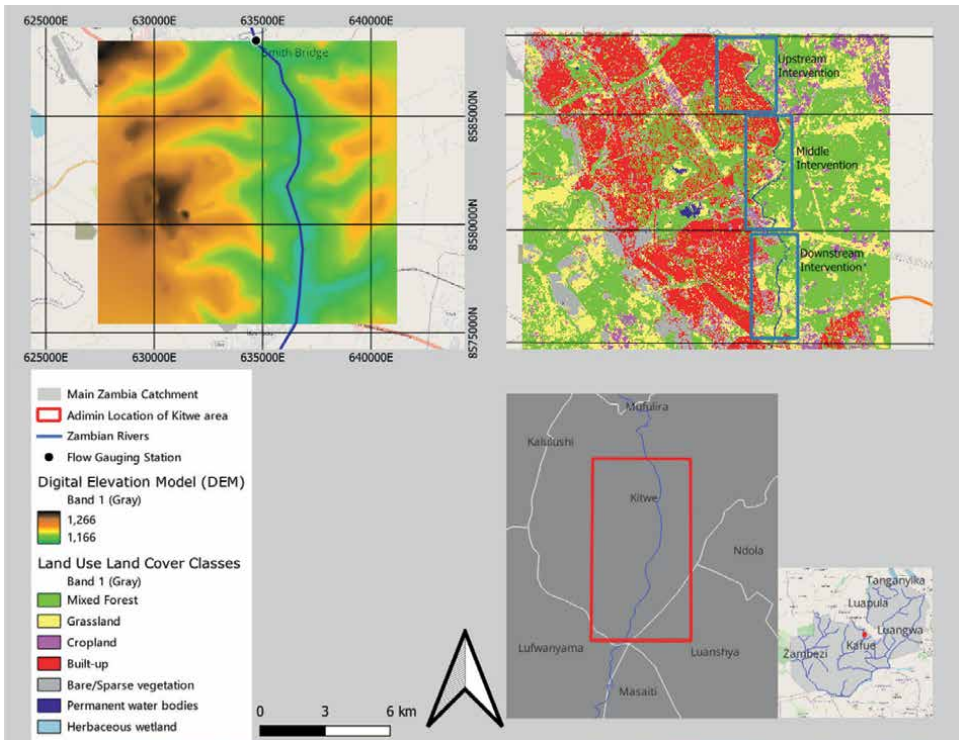 625000E
630000E
635000E
640000E
Smith Bridge
8585000N
8580000N
8575000N
625000E
630000E
635000E
640000E
Upstream
Intervention
Middle
Intervention
Downstream
Intervention
Main Zambia Catchment
Adimin Location of Kitwe area
Zambian Rivers
Flow Gauging Station
Digital Elevation Model (DEM)
Band 1 (Gray)
1,266
1,166
Land Use Land Cover Classes
Band 1 (Gray)
Mixed Forest
Grassland
Cropland
Built-up
Bare/Sparse vegetation
Permanent water bodies
Herbaceous wetland
0 3 6 km
Mufulira
Kalulushi
Kitwe
Ndola
Lufwanyama
Luanshya
Masaiti
Tanganyika
Luapula
Luangwa
Kafue
Zambezi